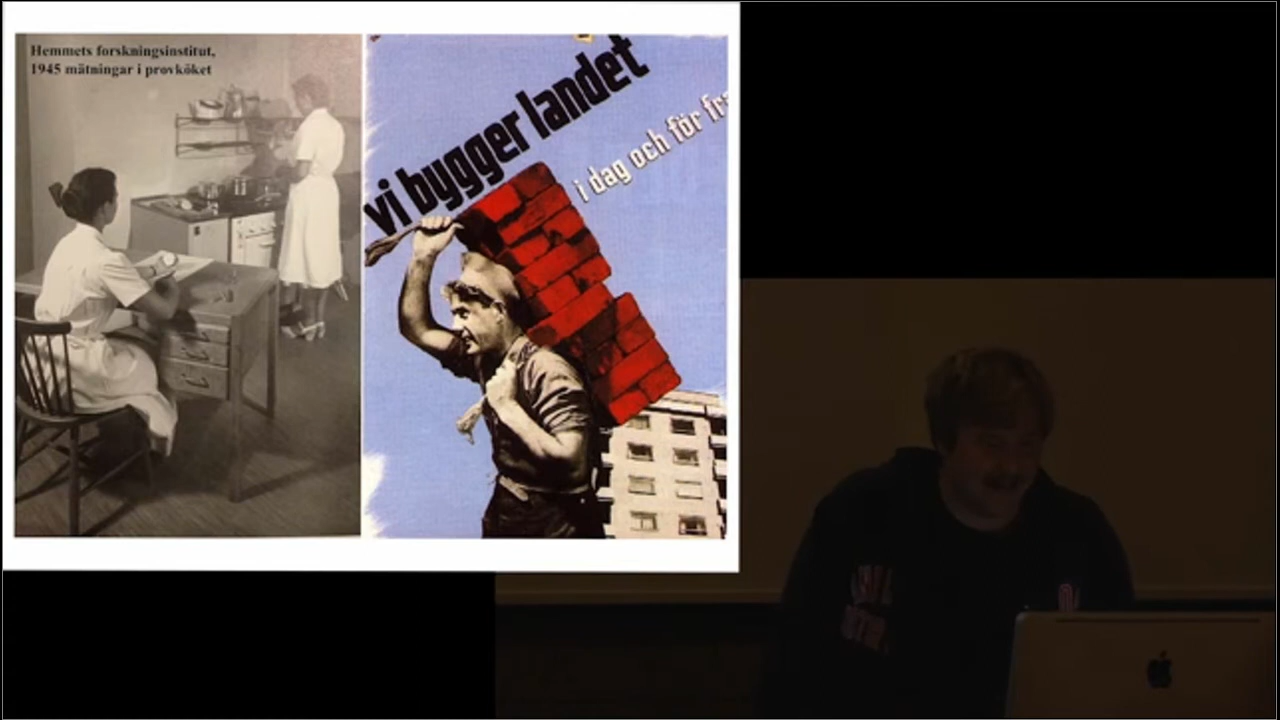 Hemmets forskningsinstitut,
1945 mätningar i provköket
vi bygger landet
i dag och för